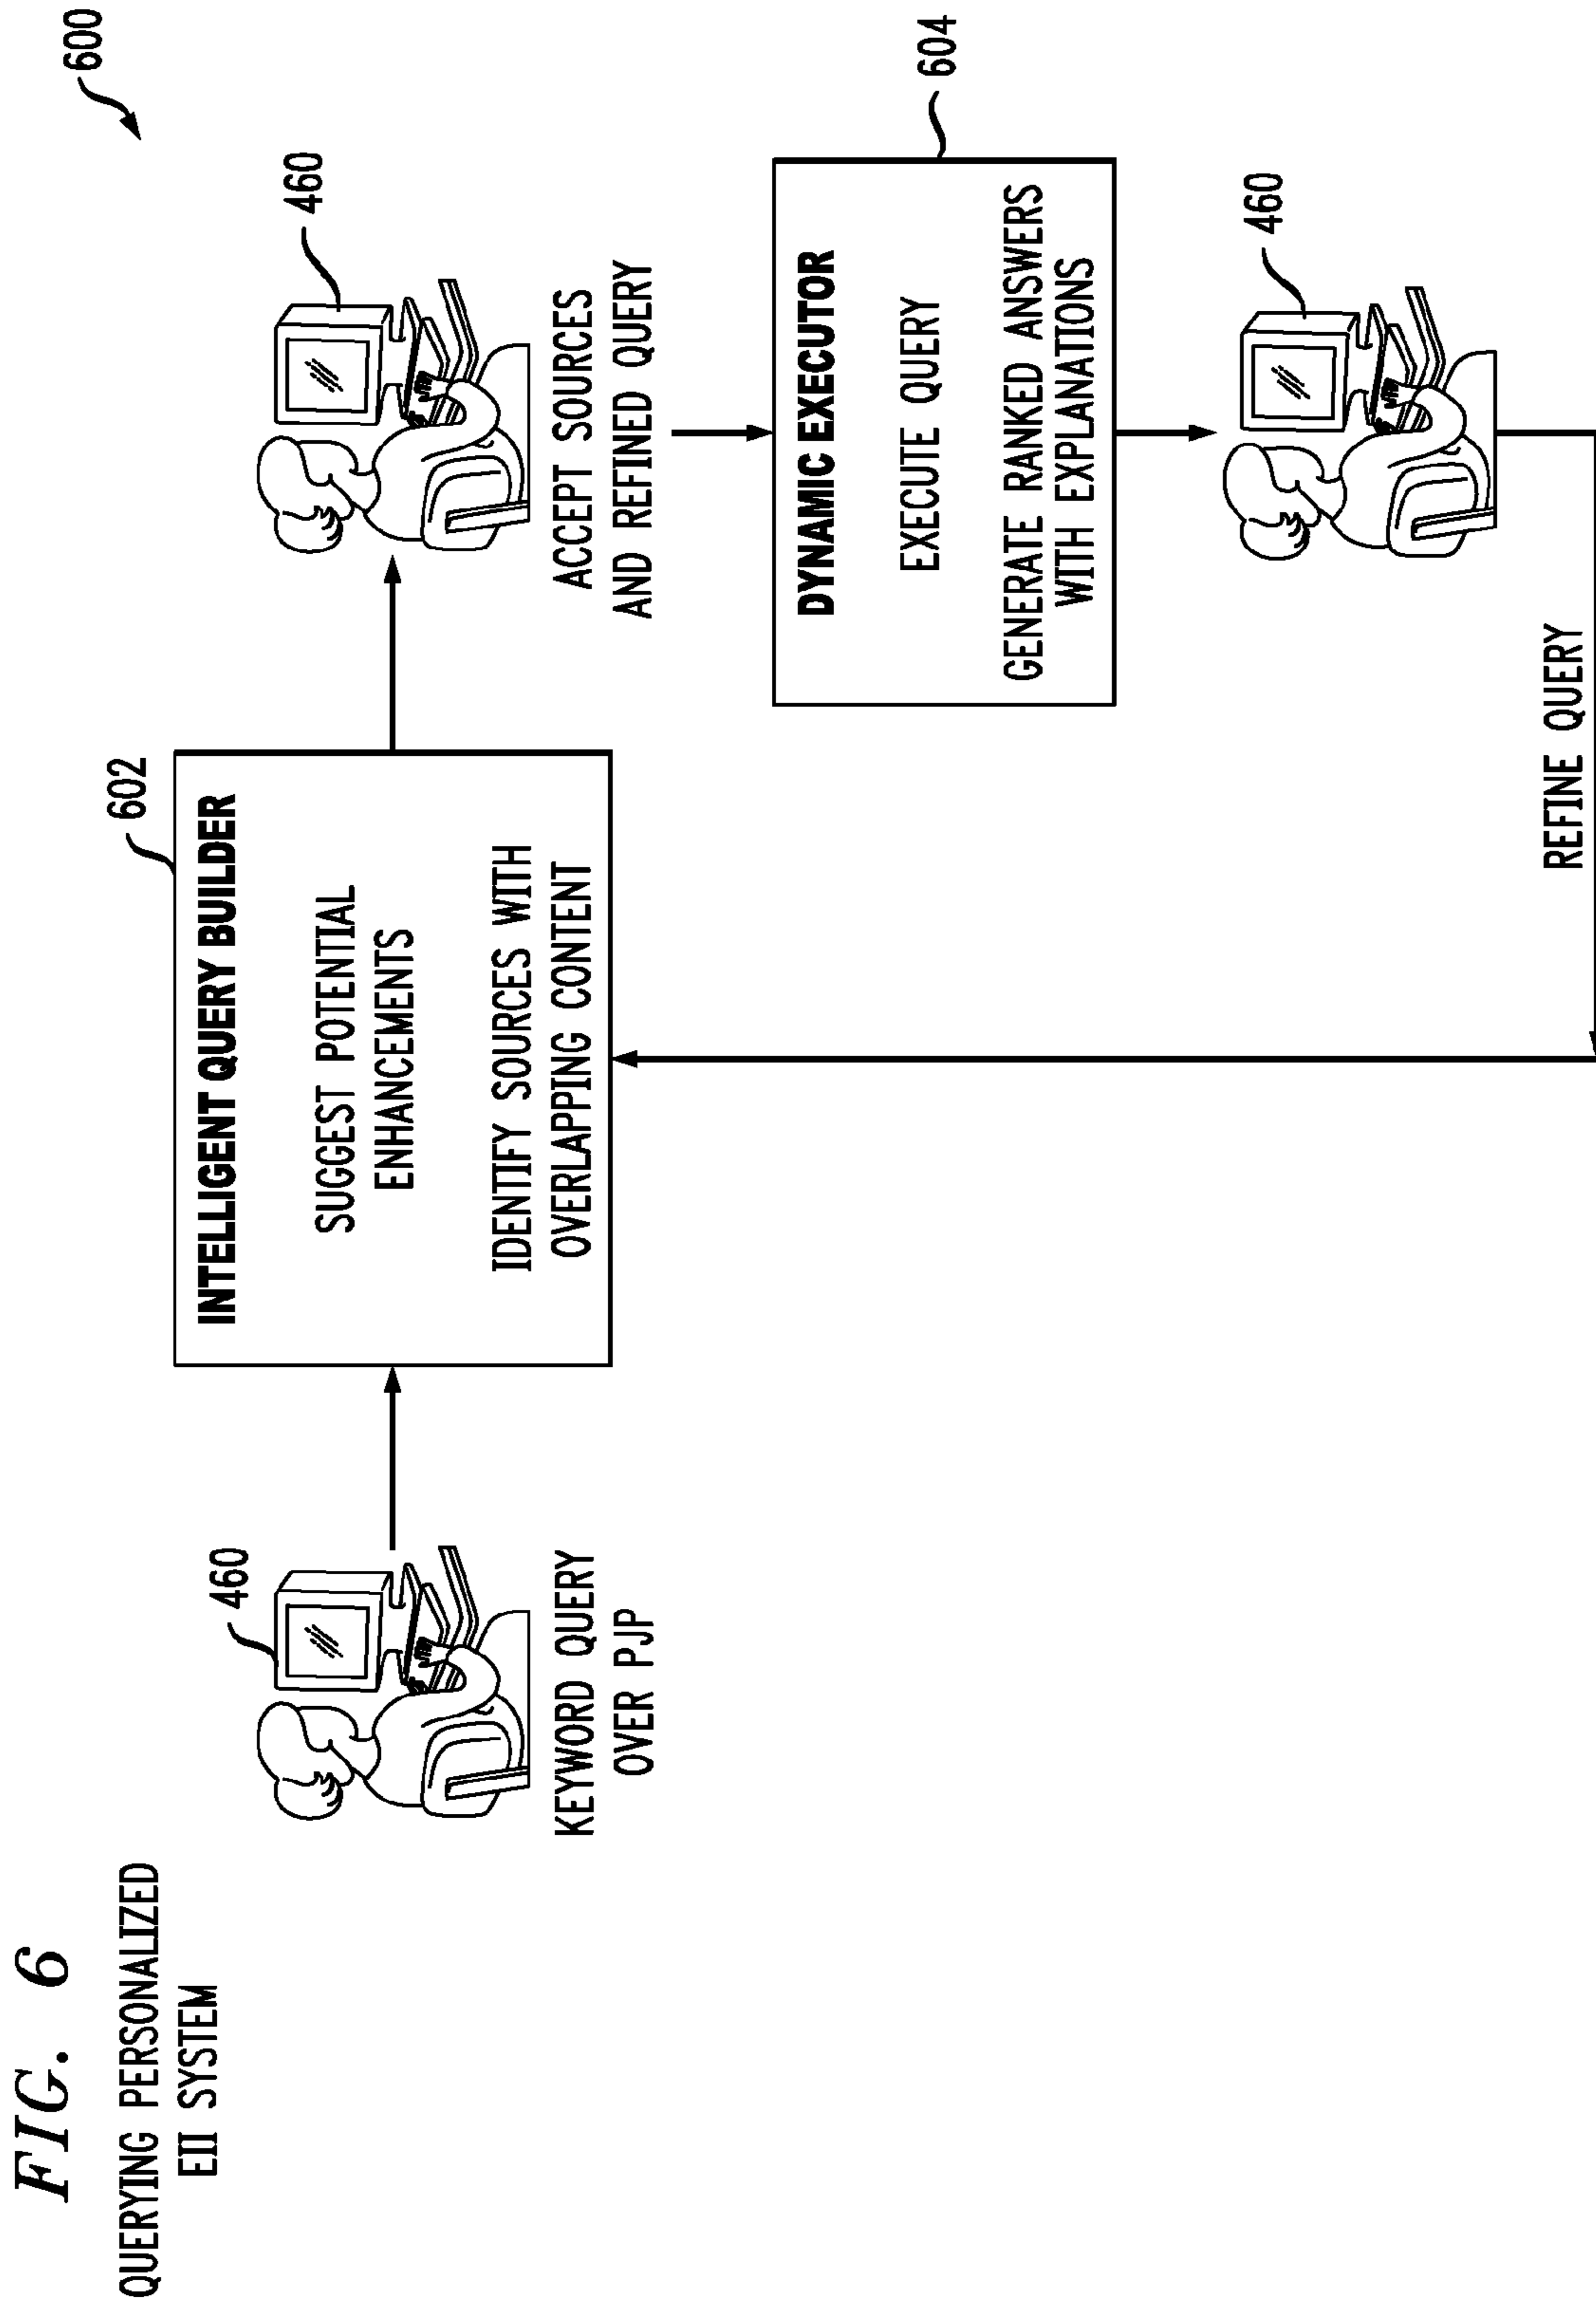 FIG. 6
QUERYING PERSONALIZED
EII SYSTEM
600
460
KEYWORD QUERY
OVER PJP
602
INTELLIGENT QUERY BUILDER
SUGGEST POTENTIAL
ENHANCEMENTS
IDENTIFY SOURCES WITH
OVERLAPPING CONTENT
460
ACCEPT SOURCES
AND REFINED QUERY
604
DYNAMIC EXECUTOR
EXECUTE QUERY
GENERATE RANKED ANSWERS
WITH EXPLANATIONS
460
REFINE QUERY